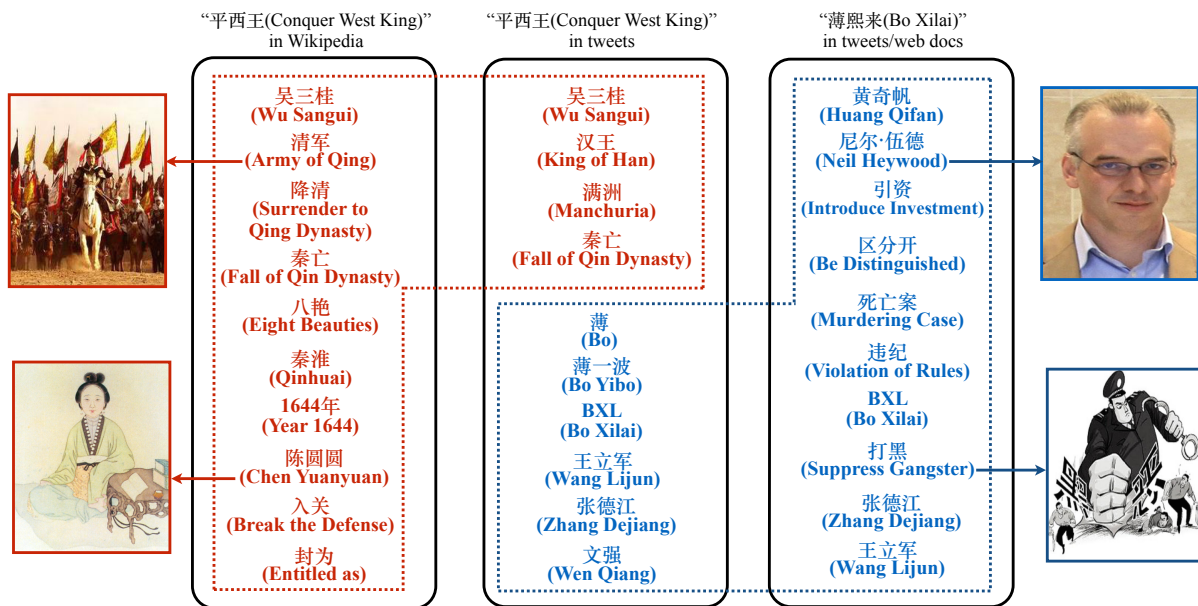 “平西王(Conquer West King)”
in Wikipedia
吴三桂
(Wu Sangui)
清军
(Army of Qing)
降清
(Surrender to
Qing Dynasty)
秦亡
(Fall of Qin Dynasty)
八艳
(Eight Beauties)
秦淮
(Qinhuai)
1644年
(Year 1644)
陈圆圆
(Chen Yuanyuan)
入关
(Break the Defense)
封为
(Entitled as)
“平西王(Conquer West King)”
in tweets
吴三桂
(Wu Sangui)
汉王
(King of Han)
满洲
(Manchuria)
秦亡
(Fall of Qin Dynasty)
薄
(Bo)
薄一波
(Bo Yibo)
BXL
(Bo Xilai)
王立军
(Wang Lijun)
张德江
(Zhang Dejiang)
文强
(Wen Qiang)
“薄熙来(Bo Xilai)”
in tweets/web docs
黄奇帆
(Huang Qifan)
尼尔·伍德
(Neil Heywood)
引资
(Introduce Investment)
区分开
(Be Distinguished)
死亡案
(Murdering Case)
违纪
(Violation of Rules)
BXL
(Bo Xilai)
打黑
(Suppress Gangster)
张德江
(Zhang Dejiang)
王立军
(Wang Lijun)